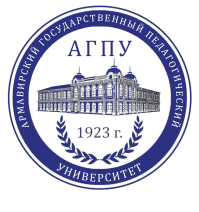 АРМАВИРСКИЙ ГОСУДАРСТВЕННЫЙ ПЕДАГОГИЧЕСКИЙ
УНИВЕРСИТЕТ
АГПУ
1923 г.